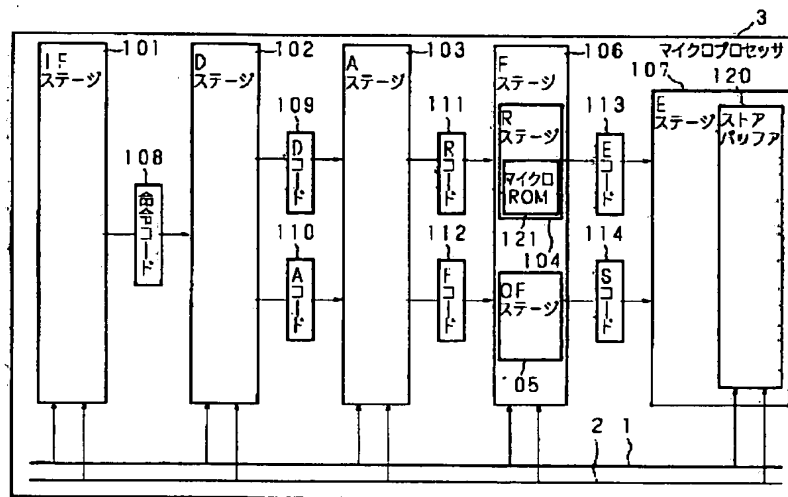 3
マイクロプロセッサ
101
102
103
106
107
120
IF
ステージ
D
ステージ
A
ステージ
F
ステージ
E
ステージ
ストア
バッファ
109
111
113
R
ステージ
Dコード
Rコード
Eコード
108
命令コード
マイクロ
ROM
121
104
110
112
114
Aコード
Fコード
Sコード
OF
ステージ
05
2
1